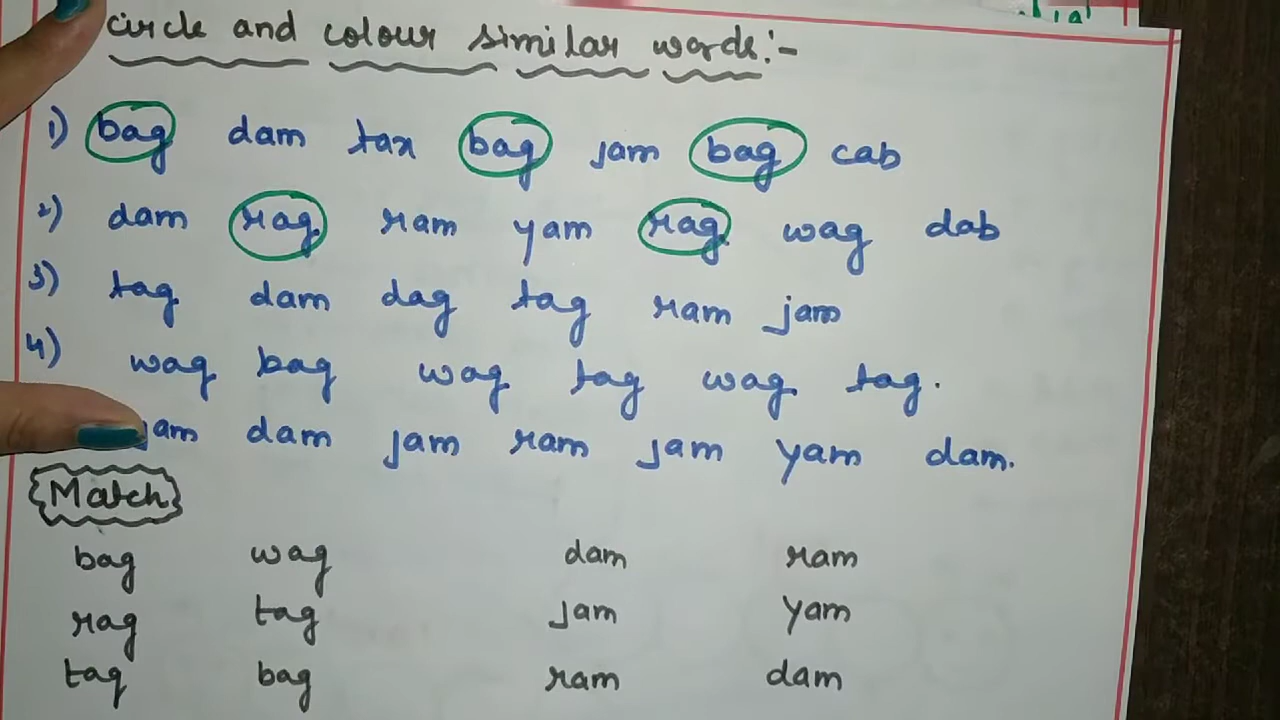 circle and colour similar words:-
1) bag dam tax bag jam bag cab
2) dam rag ram yam rag wag dab
3) tag dam dag tag ram jam
4) wag bag wag tag wag tag.
jam dam jam ram jam yam dam.
Match
bag wag dam ram
rag tag jam yam
tag bag ram dam